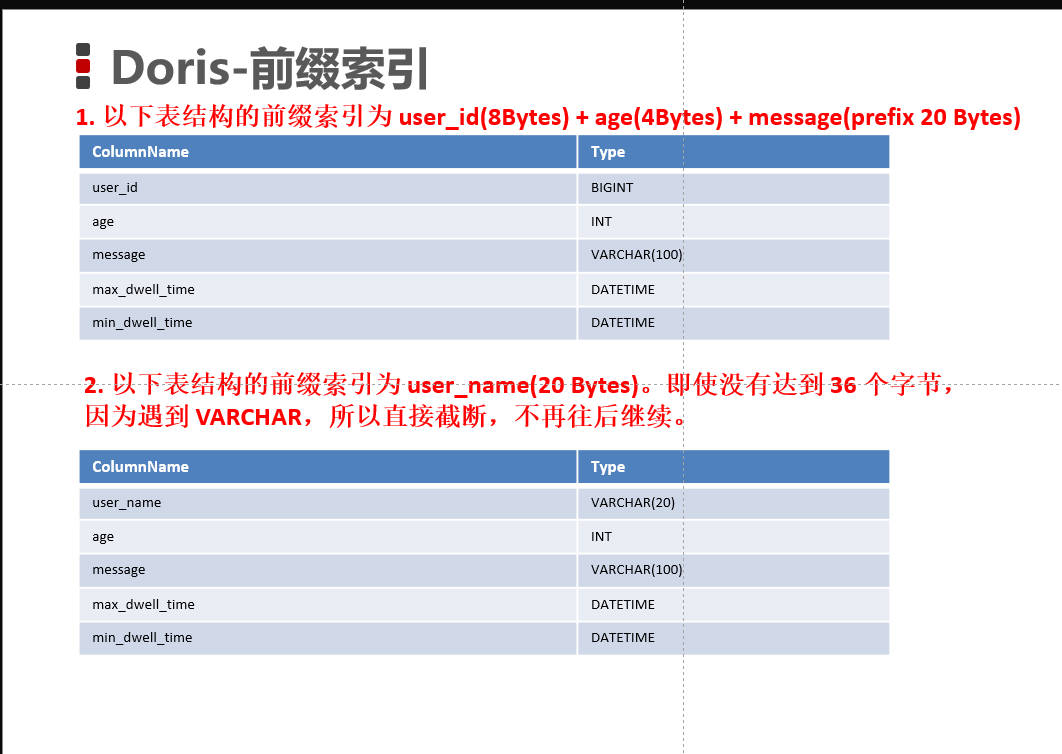 Doris-前缀索引
1. 以下表结构的前缀索引为 user_id(8Bytes) + age(4Bytes) + message(prefix 20 Bytes)
ColumnName Type
user_id BIGINT
age INT
message VARCHAR(100)
max_dwell_time DATETIME
min_dwell_time DATETIME
2. 以下表结构的前缀索引为 user_name(20 Bytes)。即使没有达到 36 个字节，
因为遇到 VARCHAR，所以直接截断，不再往后继续。
ColumnName Type
user_name VARCHAR(20)
age INT
message VARCHAR(100)
max_dwell_time DATETIME
min_dwell_time DATETIME